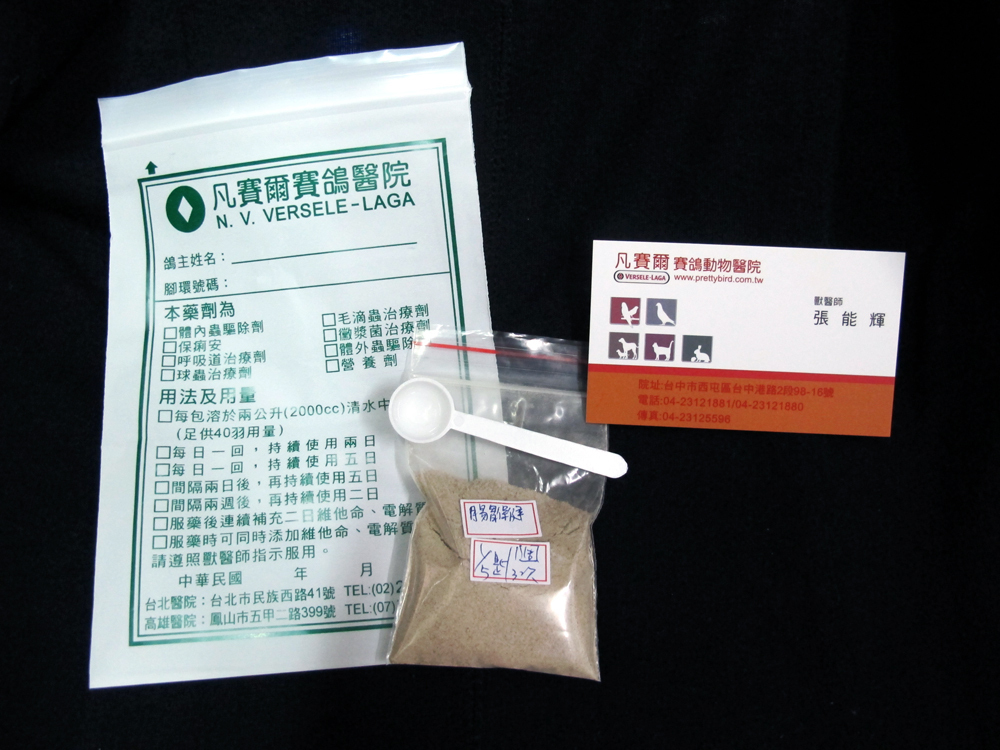 凡賽爾賽鴿醫院
N. V. VERSELE-LAGA
鴿主姓名：
腳環號碼：
本藥劑為
□體內蟲驅除劑
□保病安
□呼吸道治療劑
□球蟲治療劑
□毛滴蟲治療劑
□黴漿菌治療劑
□體外蟲驅除
□營養劑
用法及用量
□每包溶於兩公升(2000cc)清水中
(足供40羽用量)
□每日一回，持續使用兩日
□每日一回，持續使用五日
□間隔兩日後，再持續使用五日
□間隔兩週後，再持續使用二日
□服藥後連續補充二日維他命、電解質
□服藥時可同時添加維他命、電解質
請遵照獸醫師指示服用。
中華民國 年 月
台北醫院：台北市民族西路41號 TEL:(02)2
高雄醫院：鳳山市五甲二路399號 TEL:(07)
1/5匙
凡賽爾 賽鴿動物醫院
VERSELE-LAGA www.prettybird.com.tw
獸醫師
張能輝
院址:台中市西屯區台中港路2段98-16號
電話:04-23121881/04-23121880
傳真:04-23125596